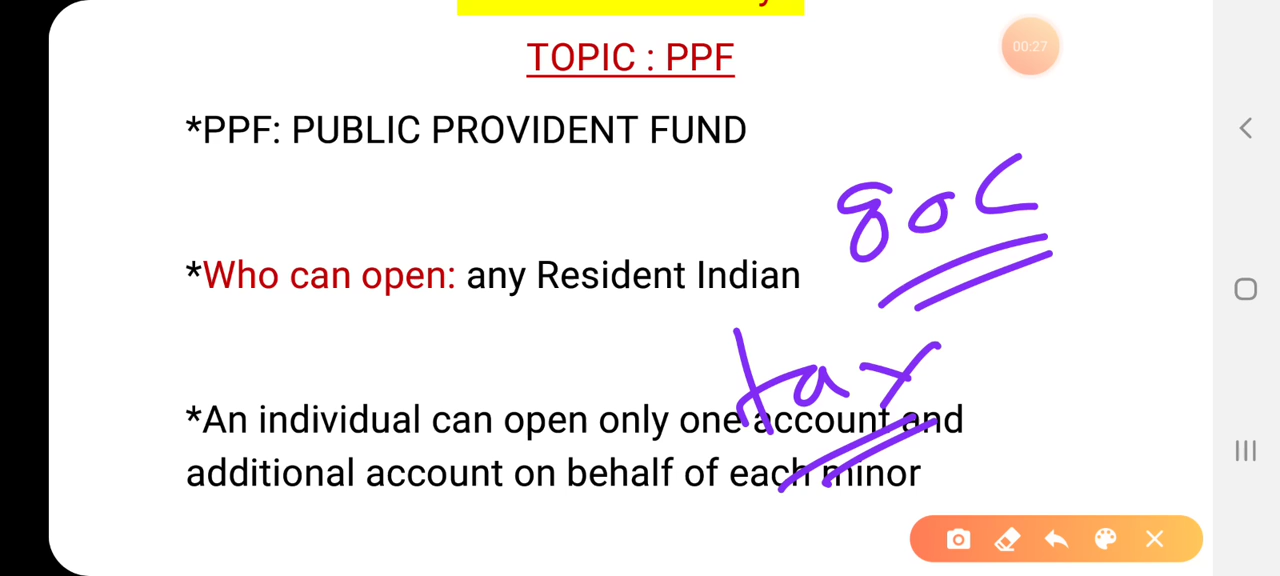 TOPIC : PPF
00:27
*PPF: PUBLIC PROVIDENT FUND
80C
*Who can open: any Resident Indian
tax
*An individual can open only one account and
additional account on behalf of each minor